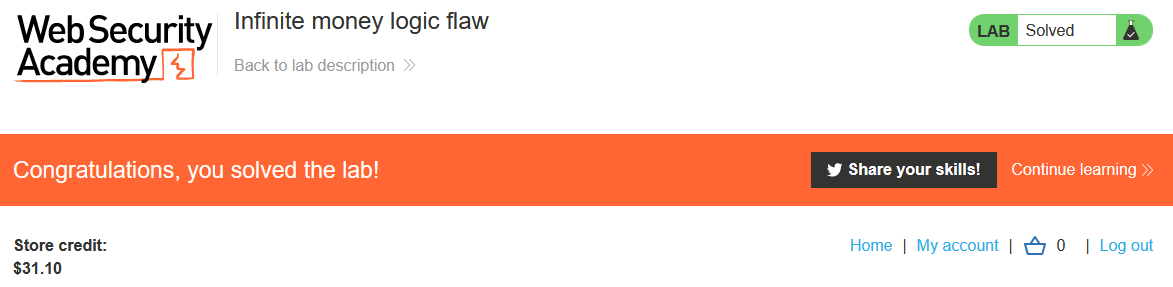 Web Security
Academy
Infinite money logic flaw
Back to lab description
LAB Solved
Congratulations, you solved the lab!
Share your skills!
Continue learning
Store credit:
$31.10
Home | My account | 0 | Log out